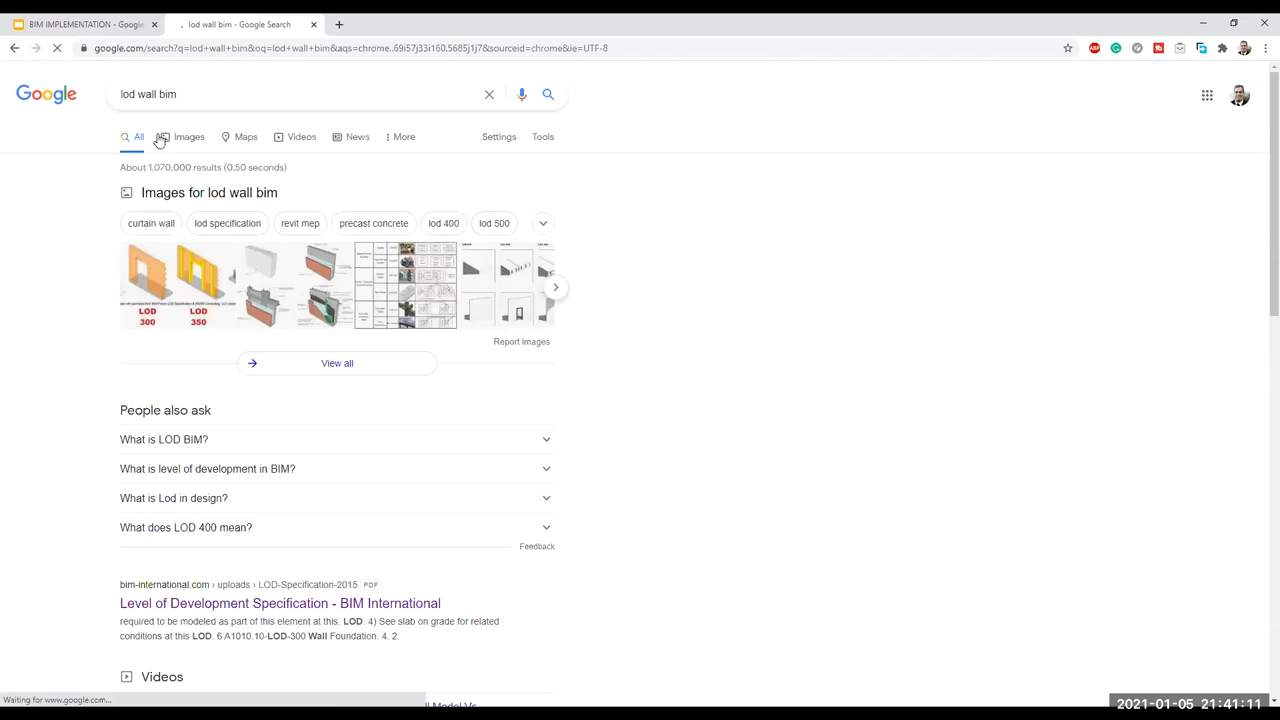 BIM IMPLEMENTATION - Google
lod wall bim - Google Search
google.com/search?q=lod+wall+bim&oq=lod+wall+bim&aqs=chrome..69i57j33i160.5685j1j7&sourceid=chrome&ie=UTF-8
Google
lod wall bim
All Images Maps Videos News More Settings Tools
About 1,070,000 results (0.50 seconds)
Images for lod wall bim
curtain wall lod specification revit mep precast concrete lod 400 lod 500
LOD 300
LOD 350
Report images
View all
People also ask
What is LOD BIM?
What is level of development in BIM?
What is Lod in design?
What does LOD 400 mean?
Feedback
bim-international.com › uploads › LOD-Specification-2015 PDF
Level of Development Specification - BIM International
required to be modeled as part of this element at this. LOD. 4) See slab on grade for related
conditions at this LOD. 6 A1010.10-LOD-300 Wall Foundation. 4. 2.
Videos
Waiting for www.google.com...
2021-01-05 21:41:11